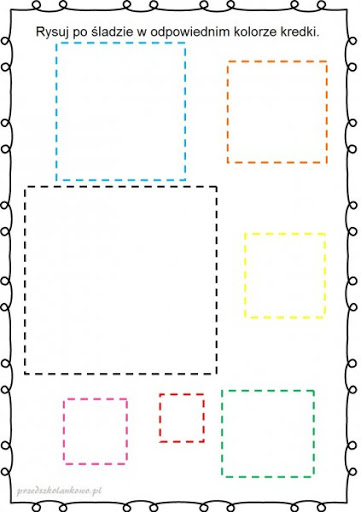 Rysuj po śladzie w odpowiednim kolorze kredki.
przedszkolankowo.pl